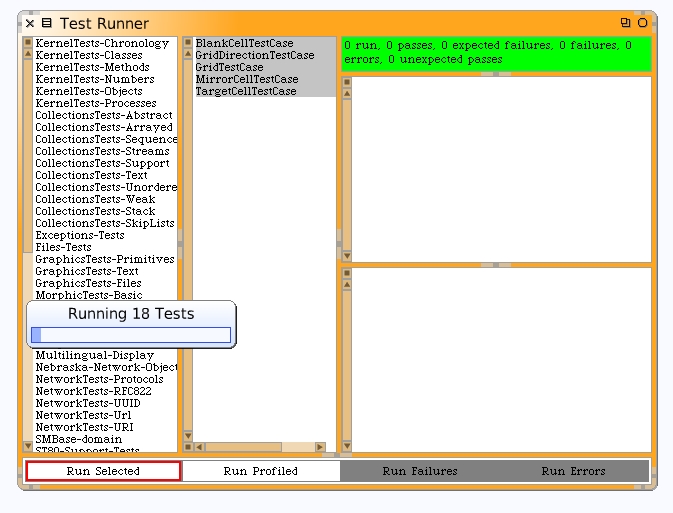 Test Runner
KernelTests-Chronology
KernelTests-Classes
KernelTests-Methods
KernelTests-Numbers
KernelTests-Objects
KernelTests-Processes
CollectionsTests-Abstract
CollectionsTests-Arrayed
CollectionsTests-Sequence
CollectionsTests-Streams
CollectionsTests-Support
CollectionsTests-Text
CollectionsTests-Unordere
CollectionsTests-Weak
CollectionsTests-Stack
CollectionsTests-SkipLists
Exceptions-Tests
Files-Tests
GraphicsTests-Primitives
GraphicsTests-Text
GraphicsTests-Files
MorphicTests-Basic
Running 18 Tests
Multilingual-Display
Nebraska-Network-Object
NetworkTests-Protocols
NetworkTests-RFC822
NetworkTests-UUID
NetworkTests-Url
NetworkTests-URI
SMBase-domain
ST80-Support-Tests
BlankCellTestCase
GridDirectionTestCase
GridTestCase
MirrorCellTestCase
TargetCellTestCase
0 run, 0 passes, 0 expected failures, 0 failures, 0
errors, 0 unexpected passes
Run Selected
Run Profiled
Run Failures
Run Errors